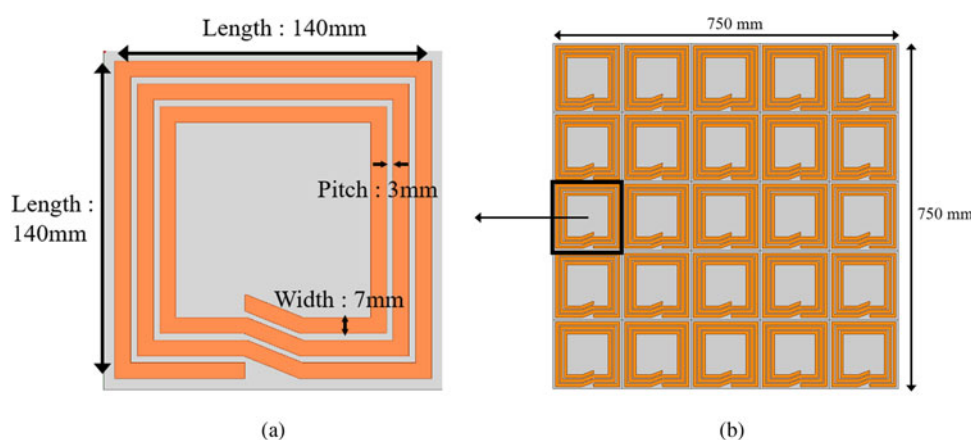 Length : 140mm
Length :
140mm
Pitch : 3mm
Width : 7mm
(a)
750 mm
750 mm
(b)